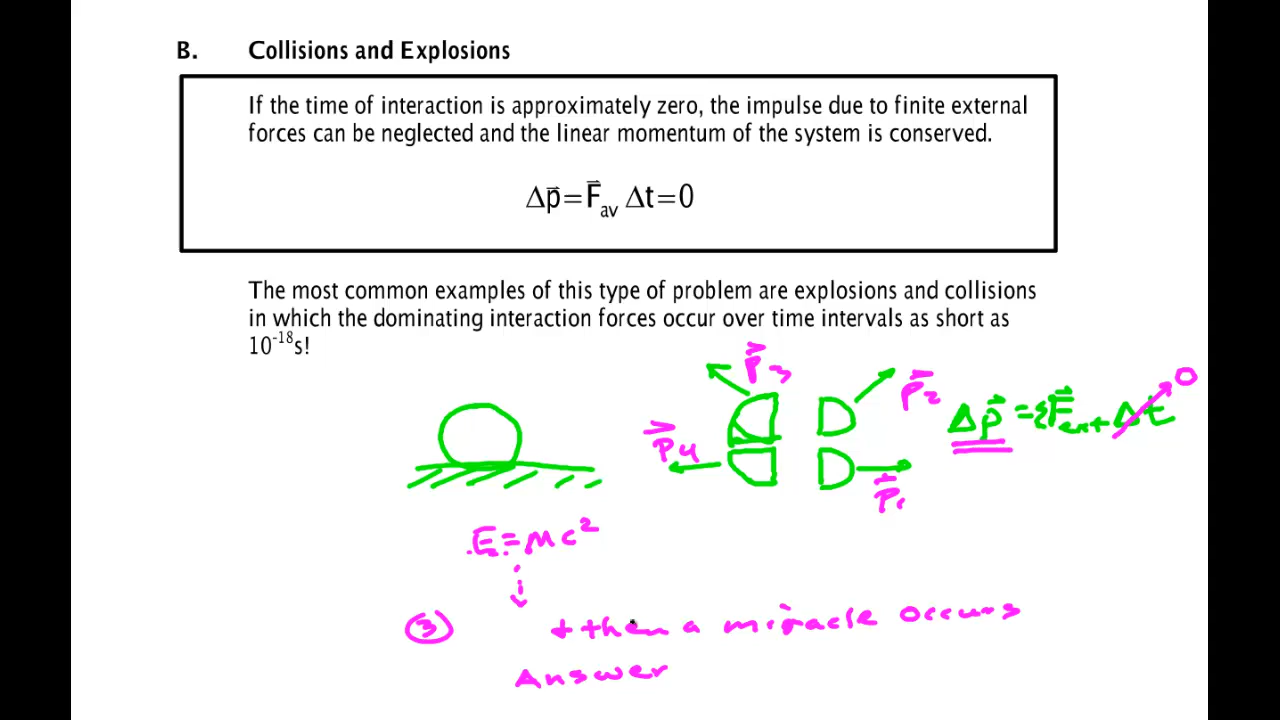 B. Collisions and Explosions
If the time of interaction is approximately zero, the impulse due to finite external
forces can be neglected and the linear momentum of the system is conserved.
Δp⃗=F⃗av Δt=0
The most common examples of this type of problem are explosions and collisions
in which the dominating interaction forces occur over time intervals as short as
10⁻¹⁸s!
p⃗3
p⃗2
Δp⃗ = ΣF⃗ext Δt 0
p⃗4
p⃗1
E = mc²
3 + then a miracle occurs
Answer